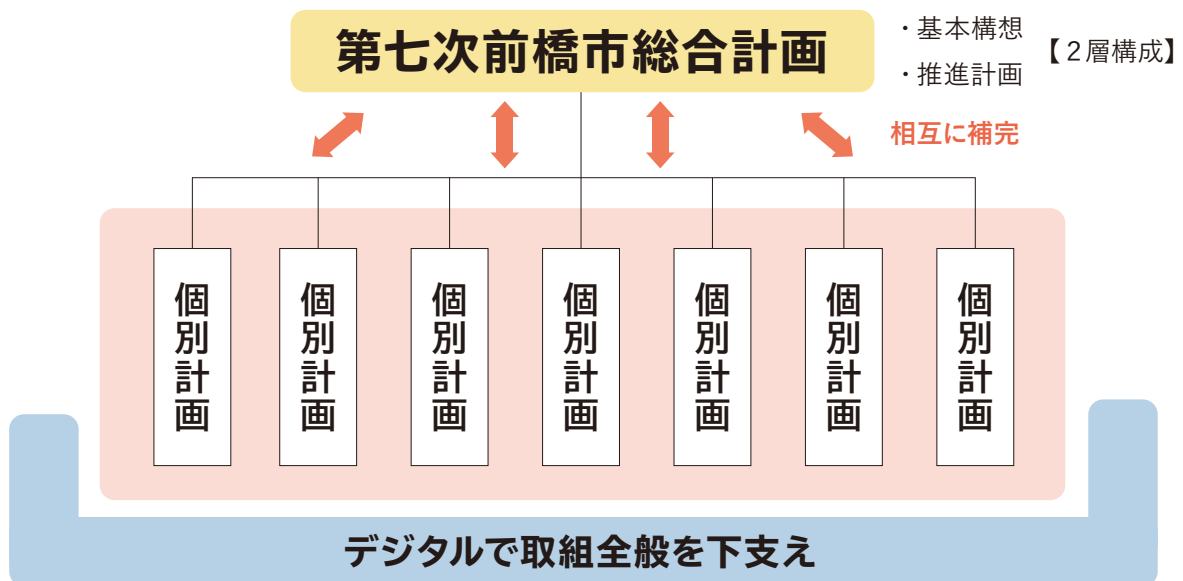 第七次前橋市総合計画
・基本構想
・推進計画
【２層構成】
相互に補完
個別計画
個別計画
個別計画
個別計画
個別計画
個別計画
個別計画
デジタルで取組全般を下支え